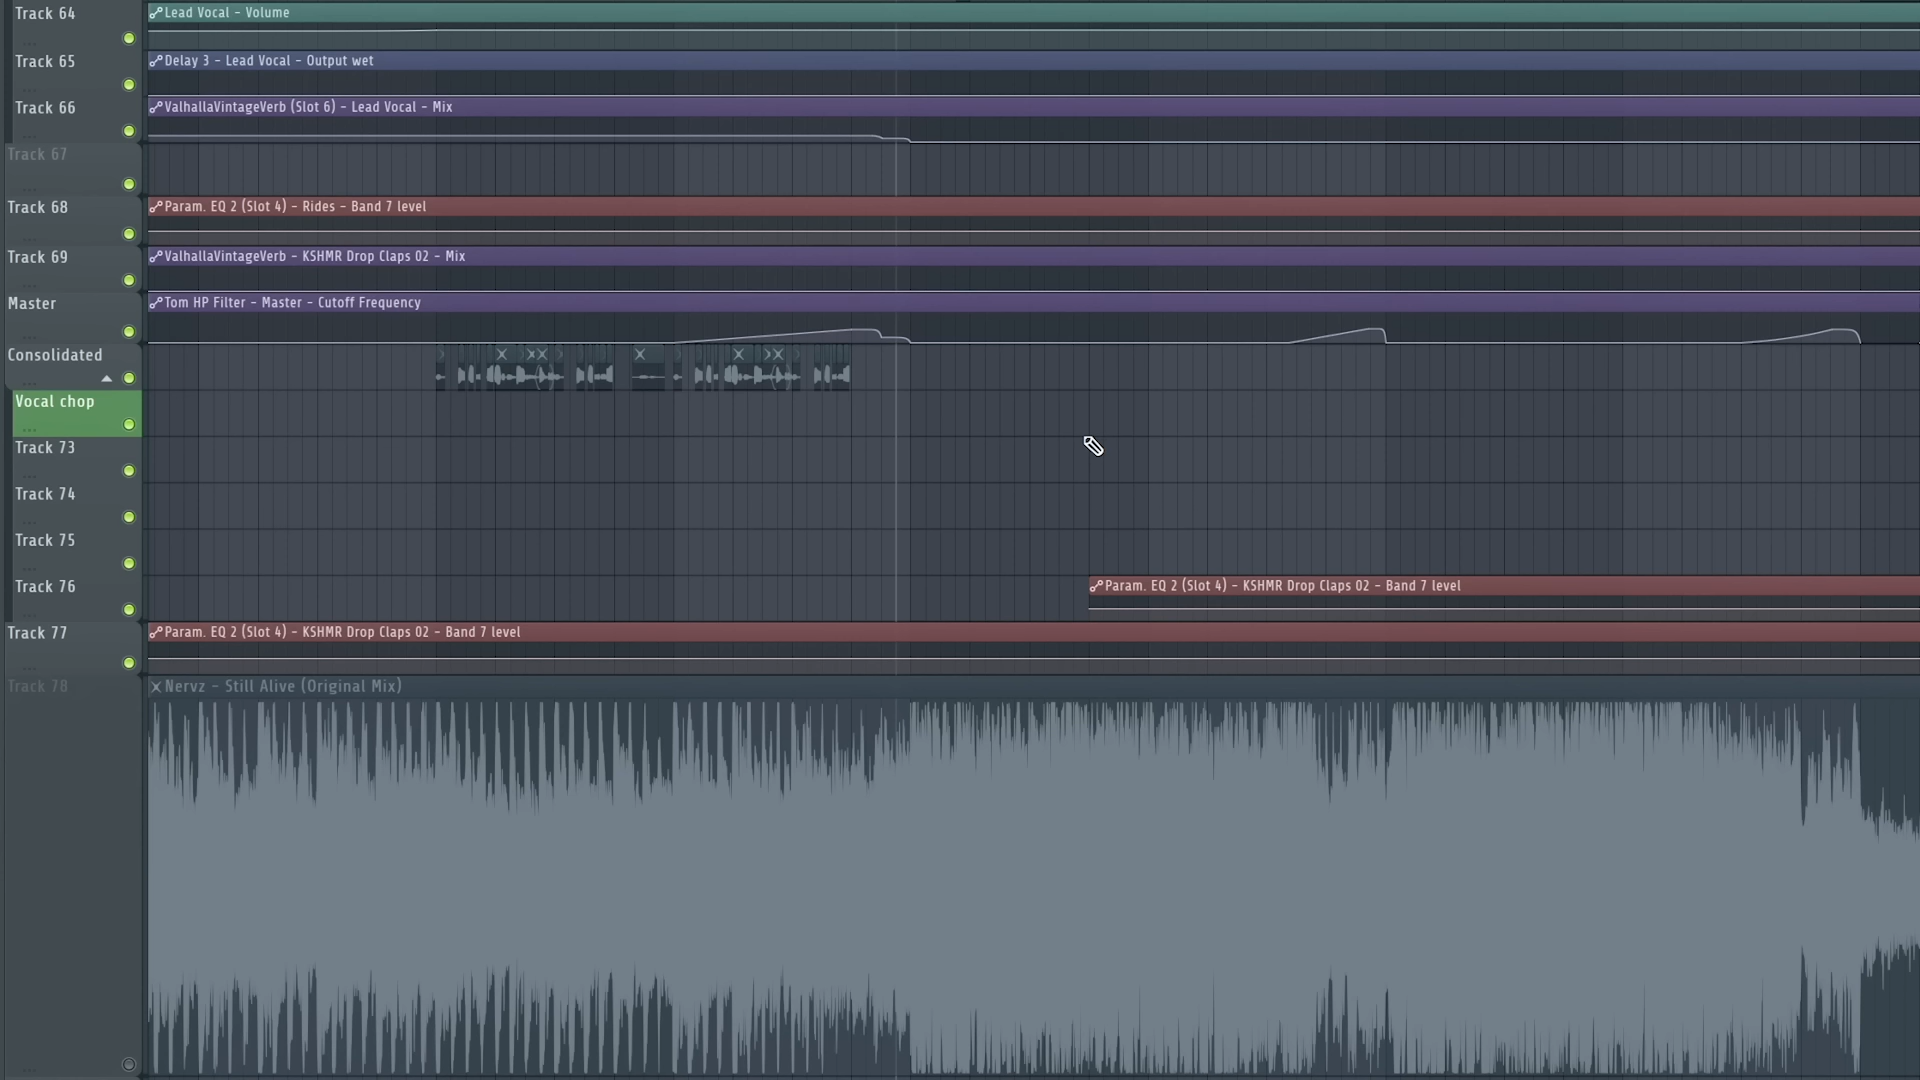 Track 64
Lead Vocal - Volume
Track 65
Delay 3 - Lead Vocal - Output wet
Track 66
ValhallaVintageVerb (Slot 6) - Lead Vocal - Mix
Track 67
Track 68
Param. EQ 2 (Slot 4) - Rides - Band 7 level
Track 69
ValhallaVintageVerb - KSHMR Drop Claps 02 - Mix
Master
Tom HP Filter - Master - Cutoff Frequency
Consolidated
Vocal chop
Track 73
Track 74
Track 75
Track 76
Param. EQ 2 (Slot 4) - KSHMR Drop Claps 02 - Band 7 level
Track 77
Param. EQ 2 (Slot 4) - KSHMR Drop Claps 02 - Band 7 level
Track 78
Nervz - Still Alive (Original Mix)